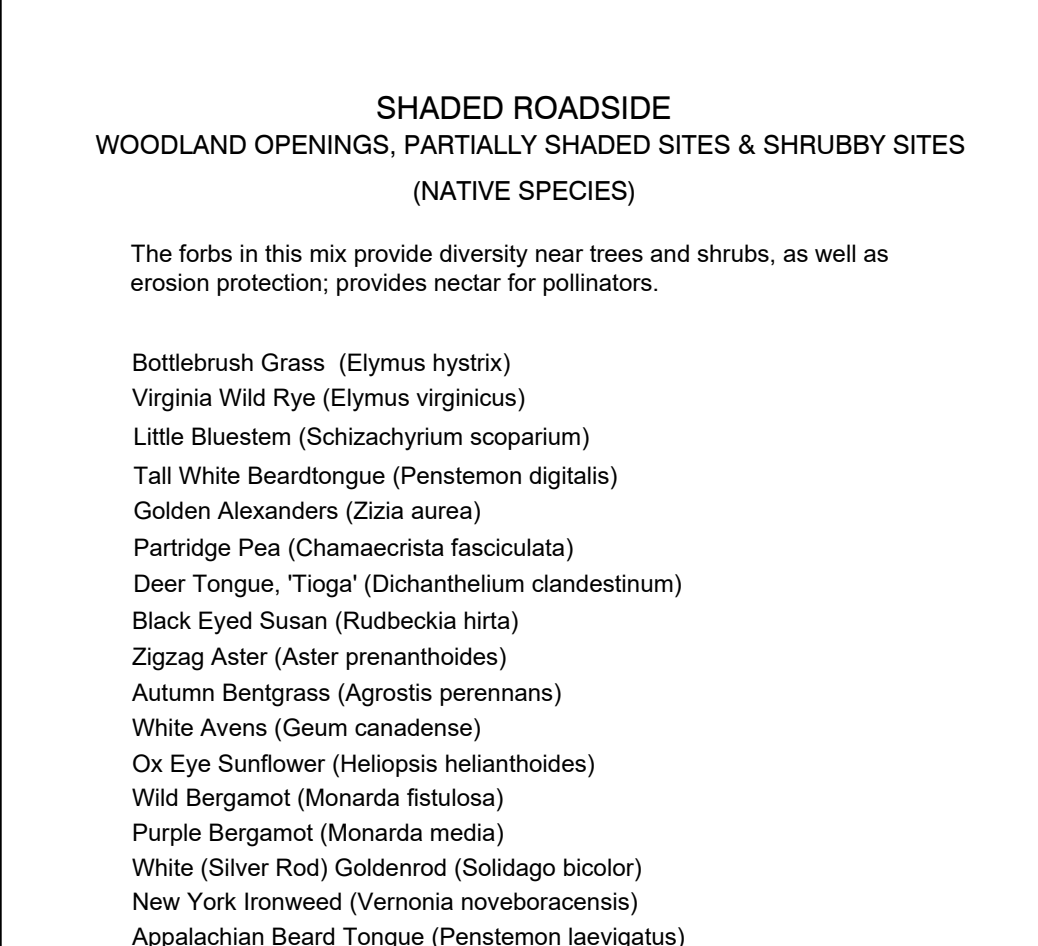 SHADED ROADSIDE
WOODLAND OPENINGS, PARTIALLY SHADED SITES & SHRUBBY SITES
(NATIVE SPECIES)
The forbs in this mix provide diversity near trees and shrubs, as well as
erosion protection; provides nectar for pollinators.
Bottlebrush Grass  (Elymus hystrix)
Virginia Wild Rye (Elymus virginicus)
Little Bluestem (Schizachyrium scoparium)
Tall White Beardtongue (Penstemon digitalis)
Golden Alexanders (Zizia aurea)
Partridge Pea (Chamaecrista fasciculata)
Deer Tongue, 'Tioga' (Dichanthelium clandestinum)
Black Eyed Susan (Rudbeckia hirta)
Zigzag Aster (Aster prenanthoides)
Autumn Bentgrass (Agrostis perennans)
White Avens (Geum canadense)
Ox Eye Sunflower (Heliopsis helianthoides)
Wild Bergamot (Monarda fistulosa)
Purple Bergamot (Monarda media)
White (Silver Rod) Goldenrod (Solidago bicolor)
New York Ironweed (Vernonia noveboracensis)
Appalachian Beard Tongue (Penstemon laevigatus)